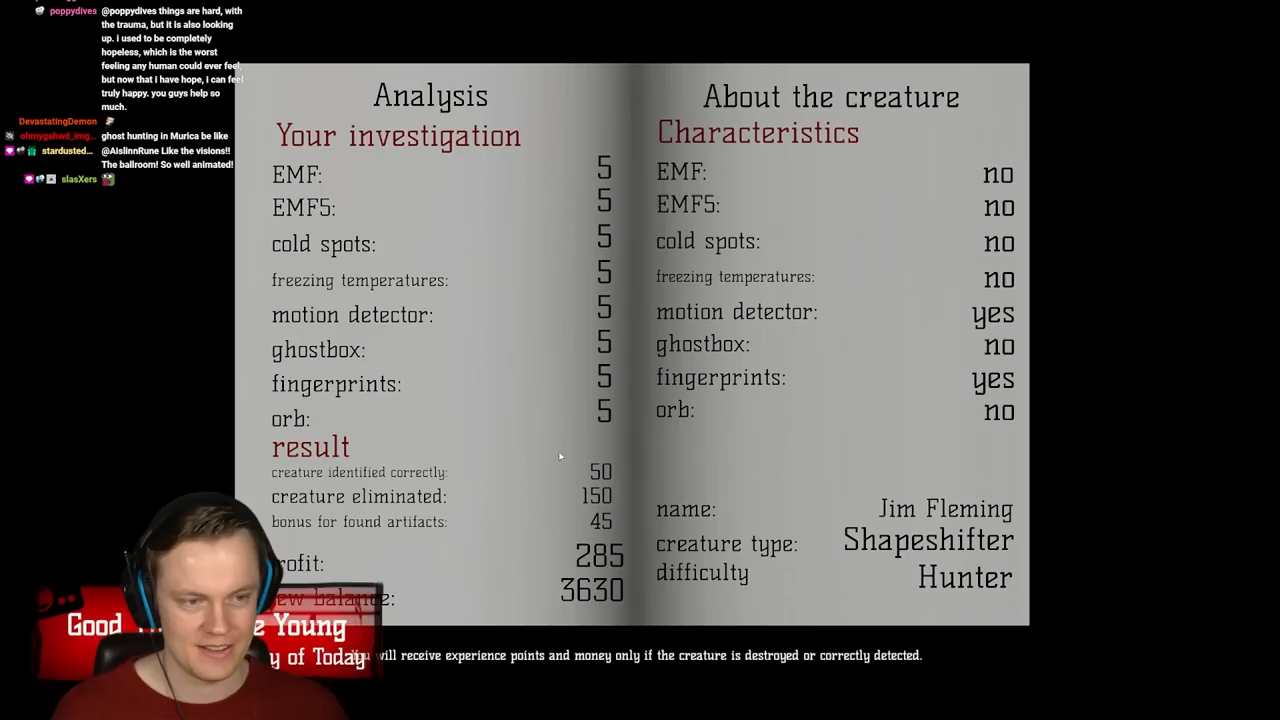 poppydives @poppydives things are hard, with
the trauma, but it is also looking
up. i used to be completely
hopeless, which is the worst
feeling any human could ever feel,
but now that i have hope, i can feel
truly happy. you guys help so
much.
DevastatingDemon
ohmygahwd_img... ghost hunting in Murica be like
stardusted... @AislinnRune Like the visions!!
The ballroom! So well animated!
slasXers
Analysis
Your investigation
EMF: 5
EMF5: 5
cold spots: 5
freezing temperatures: 5
motion detector: 5
ghostbox: 5
fingerprints: 5
orb: 5
result
creature identified correctly: 50
creature eliminated: 150
bonus for found artifacts: 45
rofit: 285
ew balance: 3630
About the creature
Characteristics
EMF: no
EMF5: no
cold spots: no
freezing temperatures: no
motion detector: yes
ghostbox: no
fingerprints: yes
orb: no
name: Jim Fleming
creature type: Shapeshifter
difficulty Hunter
Good e Young
y of Today
will receive experience points and money only if the creature is destroyed or correctly detected.